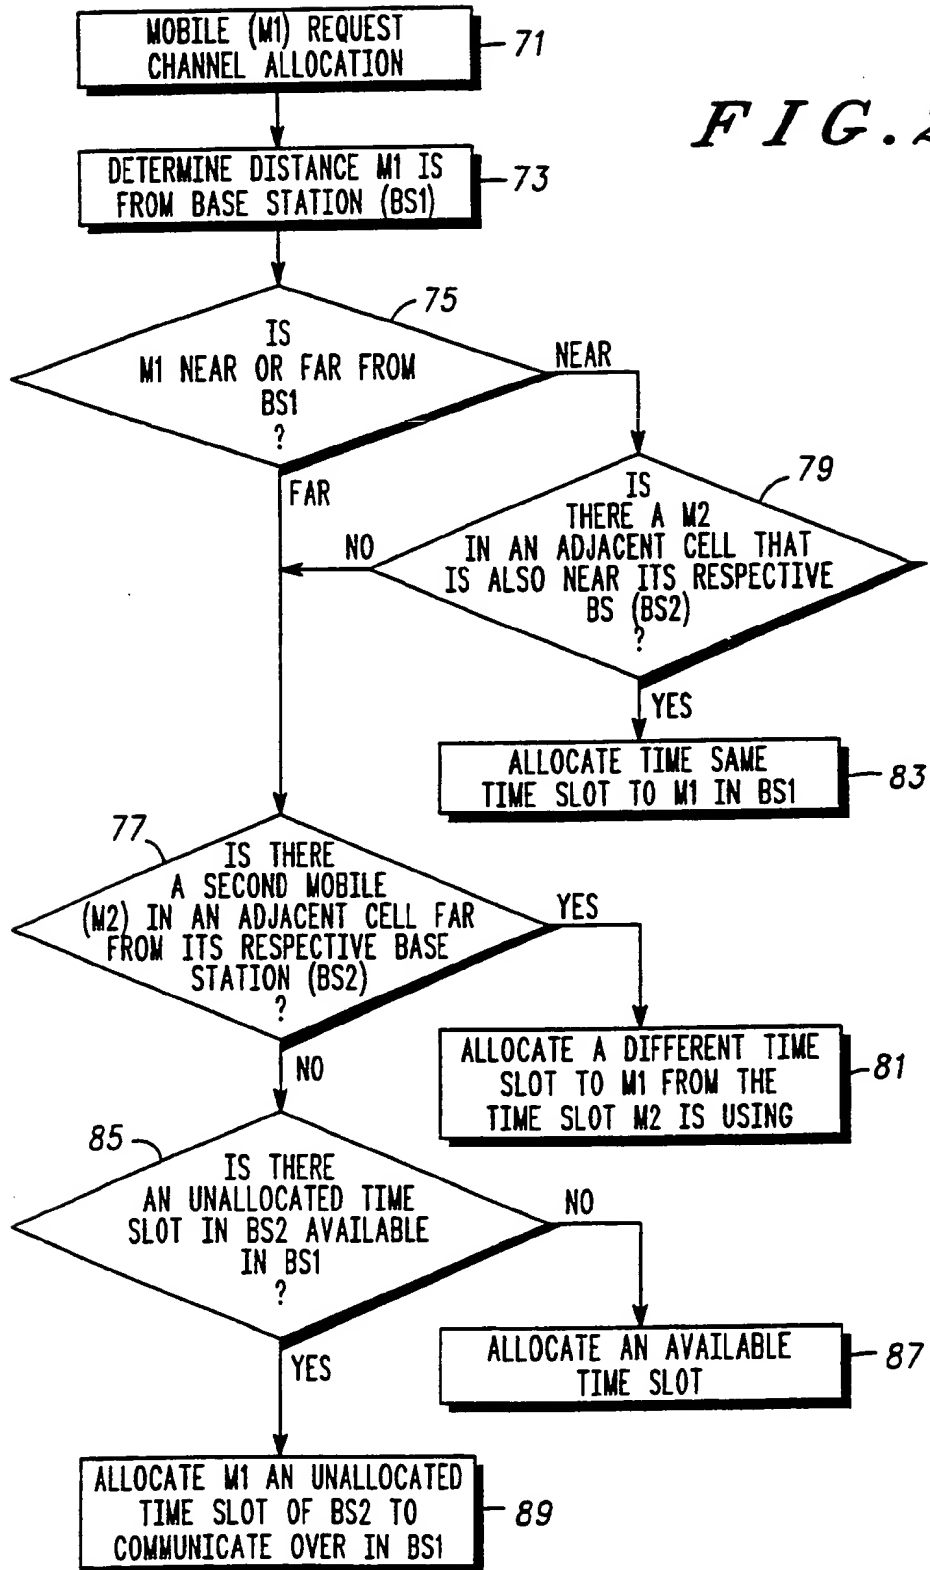 MOBILE (M1) REQUEST
CHANNEL ALLOCATION
71
FIG.2
DETERMINE DISTANCE M1 IS
FROM BASE STATION (BS1)
73
75
IS
M1 NEAR OR FAR FROM
BS1
?
NEAR
FAR
79
IS
THERE A M2
IN AN ADJACENT CELL THAT
IS ALSO NEAR ITS RESPECTIVE
BS (BS2)
?
NO
YES
ALLOCATE TIME SAME
TIME SLOT TO M1 IN BS1
83
77
IS THERE
A SECOND MOBILE
(M2) IN AN ADJACENT CELL FAR
FROM ITS RESPECTIVE BASE
STATION (BS2)
?
YES
NO
ALLOCATE A DIFFERENT TIME
SLOT TO M1 FROM THE
TIME SLOT M2 IS USING
81
85
IS THERE
AN UNALLOCATED TIME
SLOT IN BS2 AVAILABLE
IN BS1
?
NO
YES
ALLOCATE AN AVAILABLE
TIME SLOT
87
ALLOCATE M1 AN UNALLOCATED
TIME SLOT OF BS2 TO
COMMUNICATE OVER IN BS1
89